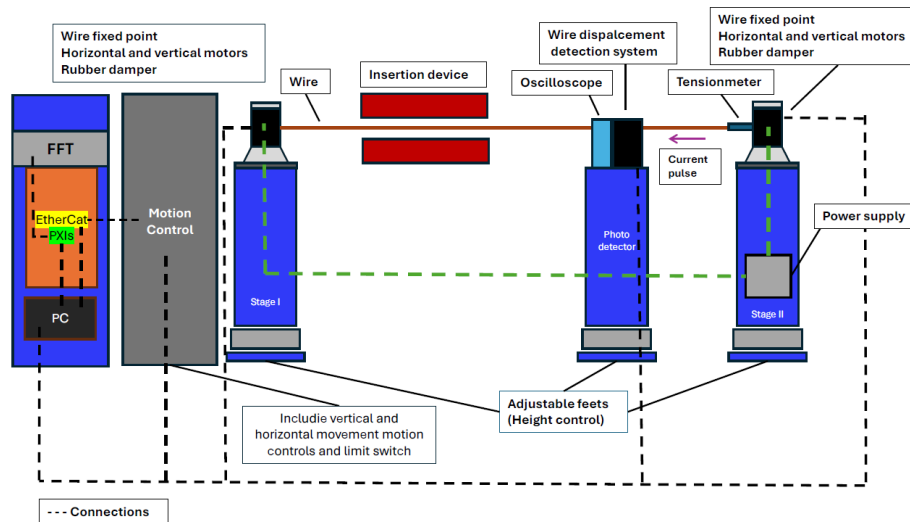 Wire fixed point
Horizontal and vertical motors
Rubber damper
Wire
Insertion device
Wire dispalcement
detection system
Oscilloscope
Tensionmeter
Wire fixed point
Horizontal and vertical motors
Rubber damper
FFT
EtherCat
PXIs
PC
Motion
Control
Current
pulse
Photo
detector
Power supply
Stage I
Stage II
Includie vertical and
horizontal movement motion
controls and limit switch
Adjustable feets
(Height control)
--- Connections